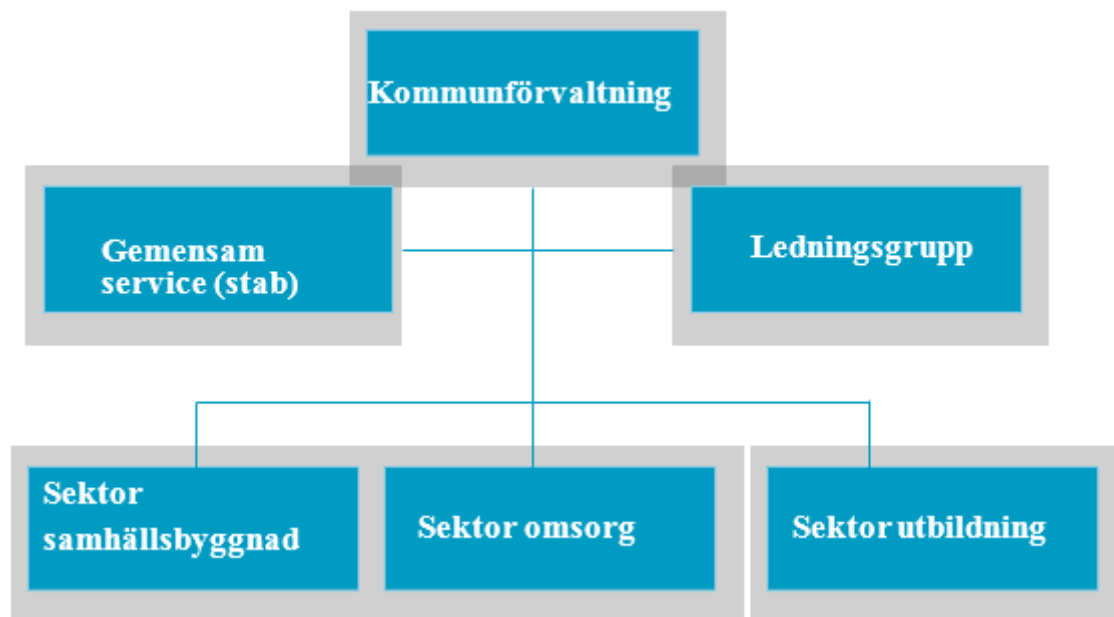 Kommunförvaltning
Gemensam
service (stab)
Ledningsgrupp
Sektor
samhällsbyggnad
Sektor omsorg
Sektor utbildning